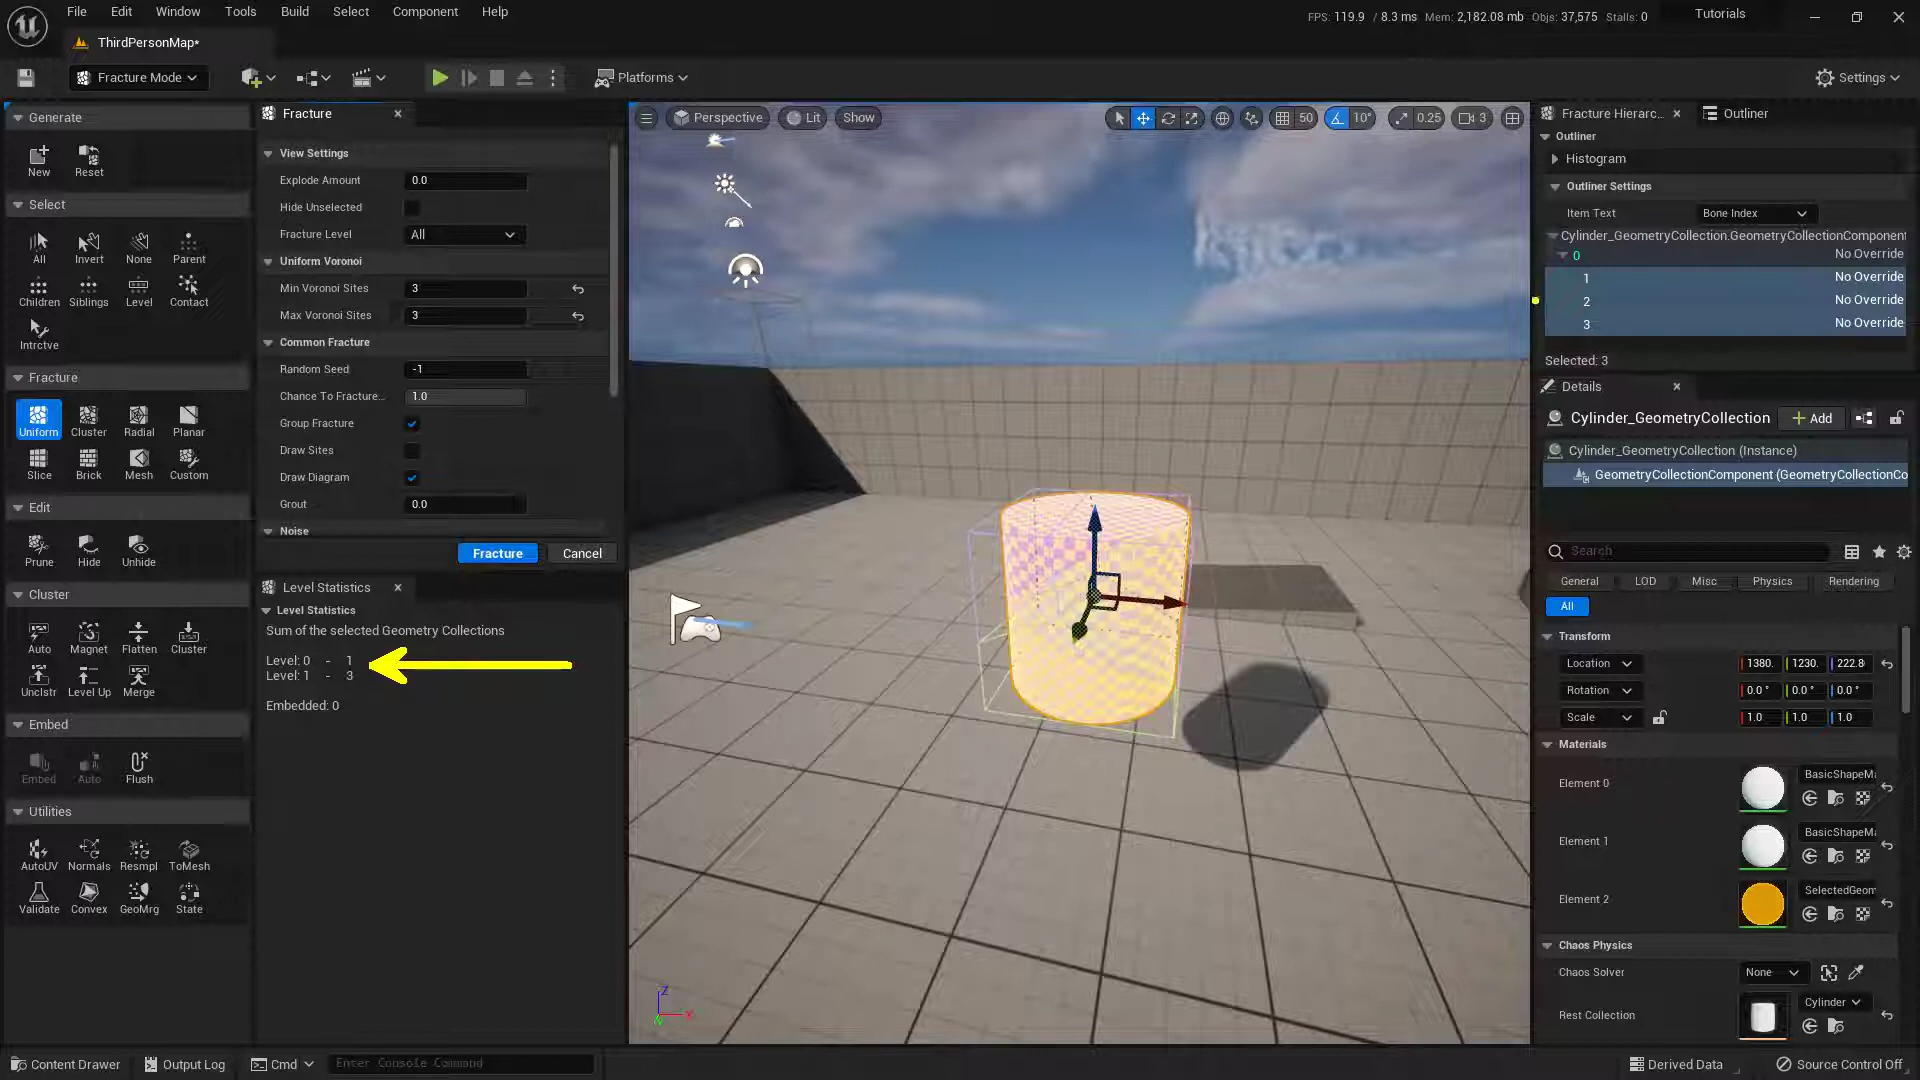 File Edit Window Tools Build Select Component Help
FPS: 119.9 / 8.3 ms Mem: 2,182.08 mb Objs: 37,575 Stalls: 0
Tutorials
ThirdPersonMap*
Fracture Mode
Platforms
Settings
Generate
New Reset
Select
All Invert None Parent
Children Siblings Level Contact
Intrctve
Fracture
Uniform Cluster Radial Planar
Slice Brick Mesh Custom
Edit
Prune Hide Unhide
Cluster
Auto Magnet Flatten Cluster
Unclstr Level Up Merge
Embed
Embed Auto Flush
Utilities
AutoUV Normals Resmpl ToMesh
Validate Convex GeoMrg State
Fracture
View Settings
Explode Amount 0.0
Hide Unselected
Fracture Level All
Uniform Voronoi
Min Voronoi Sites 3
Max Voronoi Sites 3
Common Fracture
Random Seed -1
Chance To Fracture... 1.0
Group Fracture
Draw Sites
Draw Diagram
Grout 0.0
Noise
Fracture Cancel
Level Statistics
Level Statistics
Sum of the selected Geometry Collections
Level: 0 - 1
Level: 1 - 3
Embedded: 0
Perspective Lit Show
50 10° 0.25 3
Z
X
Y
Fracture Hierarc... Outliner
Outliner
Histogram
Outliner Settings
Item Text Bone Index
Cylinder_GeometryCollection.GeometryCollectionComponent
0 No Override
1 No Override
2 No Override
3 No Override
Selected: 3
Details
Cylinder_GeometryCollection Add
Cylinder_GeometryCollection (Instance)
GeometryCollectionComponent (GeometryCollectionCo
Search
General LOD Misc Physics Rendering
All
Transform
Location 1380. 1230. 222.8
Rotation 0.0 ° 0.0 ° 0.0 °
Scale 1.0 1.0 1.0
Materials
Element 0 BasicShapeMa
Element 1 BasicShapeMa
Element 2 SelectedGeom
Chaos Physics
Chaos Solver None
Rest Collection Cylinder
Content Drawer Output Log Cmd Enter Console Command
Derived Data Source Control Off